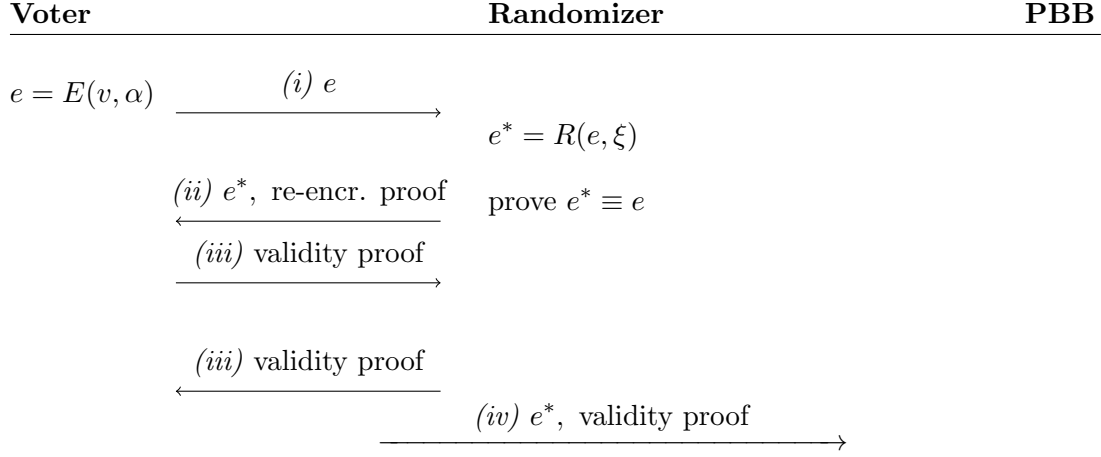 Voter Randomizer PBB
e = E(v, α) (i) e
e* = R(e, ξ)
(ii) e*, re-encr. proof prove e* ≡ e
(iii) validity proof
(iii) validity proof
(iv) e*, validity proof